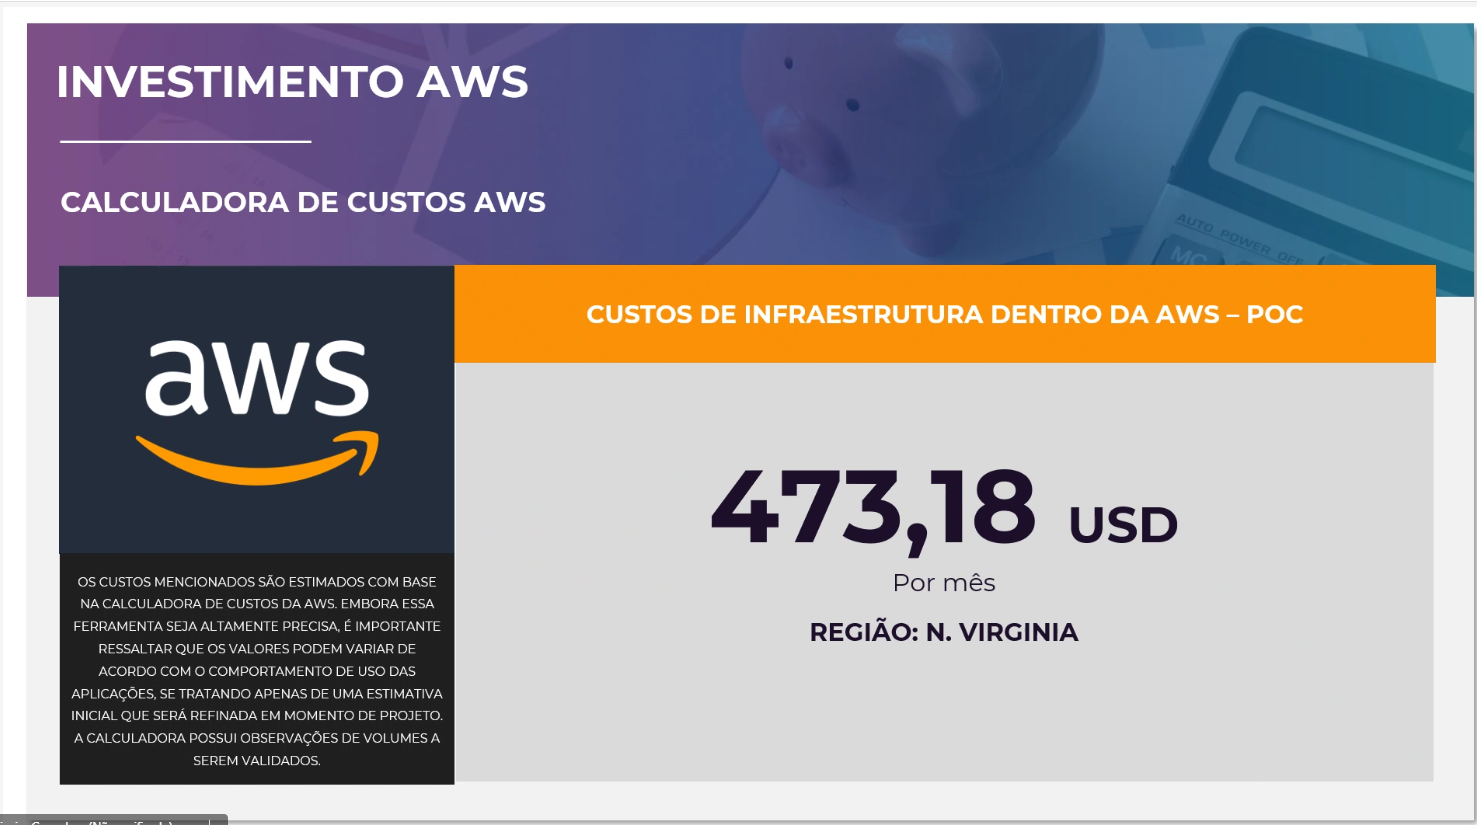 INVESTIMENTO AWS
CALCULADORA DE CUSTOS AWS
AUTO POWER OFF
MC
aws
CUSTOS DE INFRAESTRUTURA DENTRO DA AWS – POC
473,18 USD
Por mês
REGIÃO: N. VIRGINIA
OS CUSTOS MENCIONADOS SÃO ESTIMADOS COM BASE
NA CALCULADORA DE CUSTOS DA AWS. EMBORA ESSA
FERRAMENTA SEJA ALTAMENTE PRECISA, É IMPORTANTE
RESSALTAR QUE OS VALORES PODEM VARIAR DE
ACORDO COM O COMPORTAMENTO DE USO DAS
APLICAÇÕES, SE TRATANDO APENAS DE UMA ESTIMATIVA
INICIAL QUE SERÁ REFINADA EM MOMENTO DE PROJETO.
A CALCULADORA POSSUI OBSERVAÇÕES DE VOLUMES A
SEREM VALIDADOS.